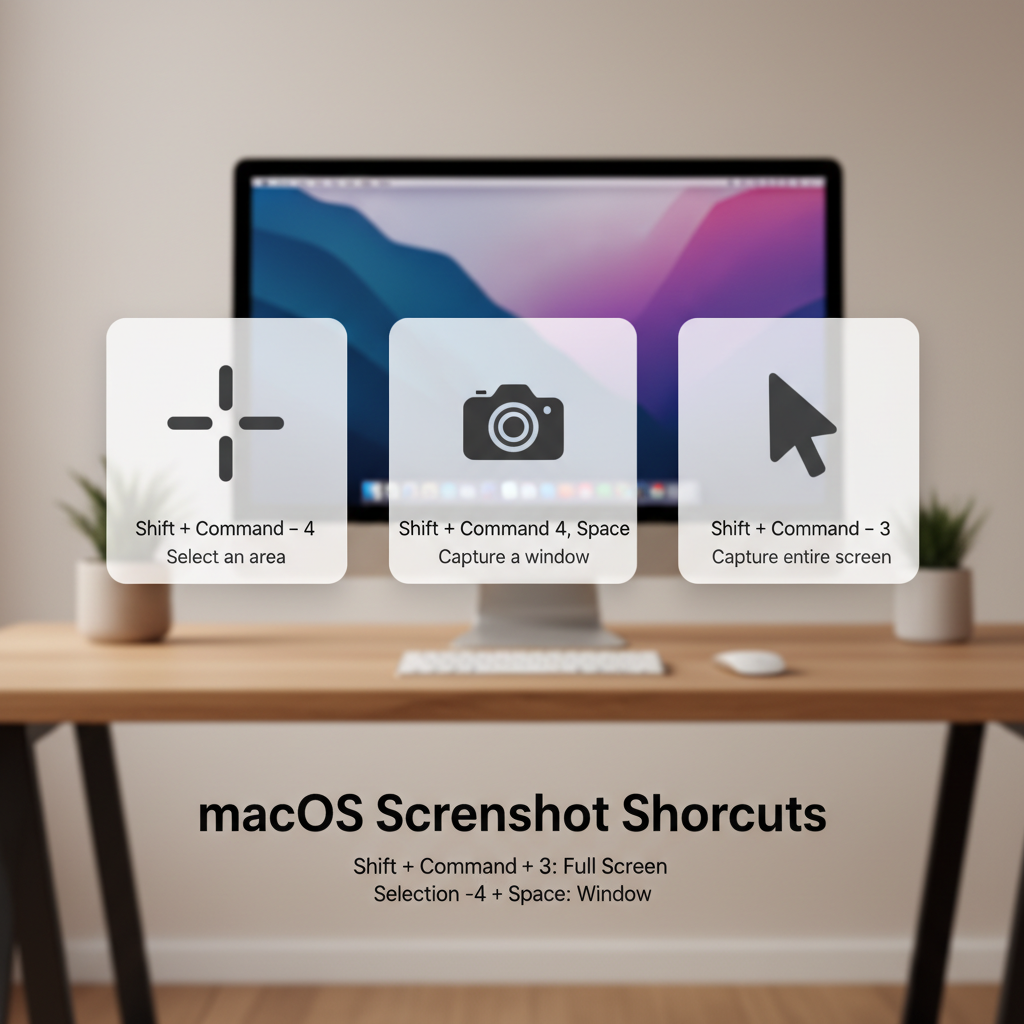 Shift + Command – 4
Select an area
Shift + Command 4, Space
Capture a window
Shift + Command – 3
Capture entire screen
macOS Screnshot Shorcuts
Shift + Command + 3: Full Screen
Selection -4 + Space: Window